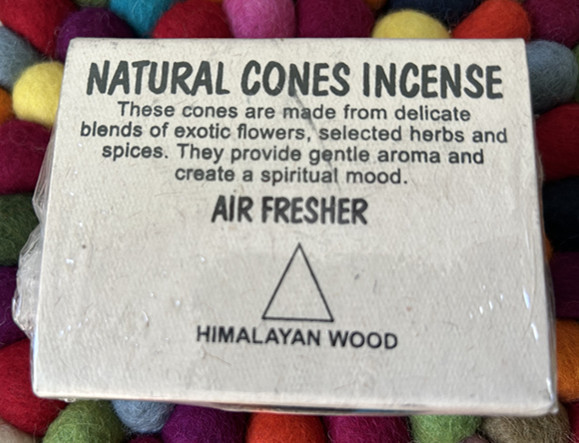 NATURAL CONES INCENSE
These cones are made from delicate
blends of exotic flowers, selected herbs and
spices. They provide gentle aroma and
create a spiritual mood.
AIR FRESHER
HIMALAYAN WOOD